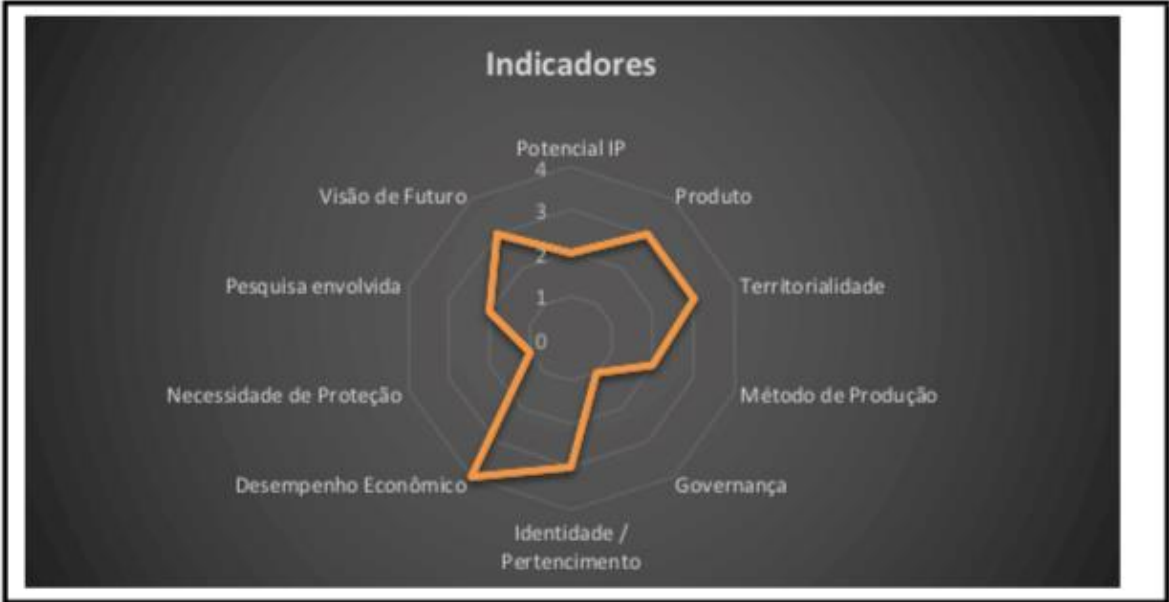 Indicadores
Potencial IP
4
Visão de Futuro
Produto
3
2
Pesquisa envolvida
Territorialidade
1
0
Necessidade de Proteção
Método de Produção
Desempenho Econômico
Governança
Identidade /
Pertencimento